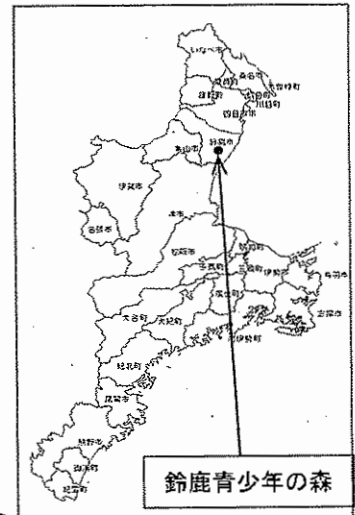 いなべ市
東員町
桑名市
木曽岬町
菰野町
朝日町
川越町
四日市市
鈴鹿市
亀山市
伊賀市
津市
名張市
松阪市
明和町
多気町
玉城町
伊勢市
鳥羽市
度会町
志摩市
大台町
大紀町
南伊勢町
紀北町
尾鷲市
熊野市
御浜町
紀宝町
鈴鹿青少年の森